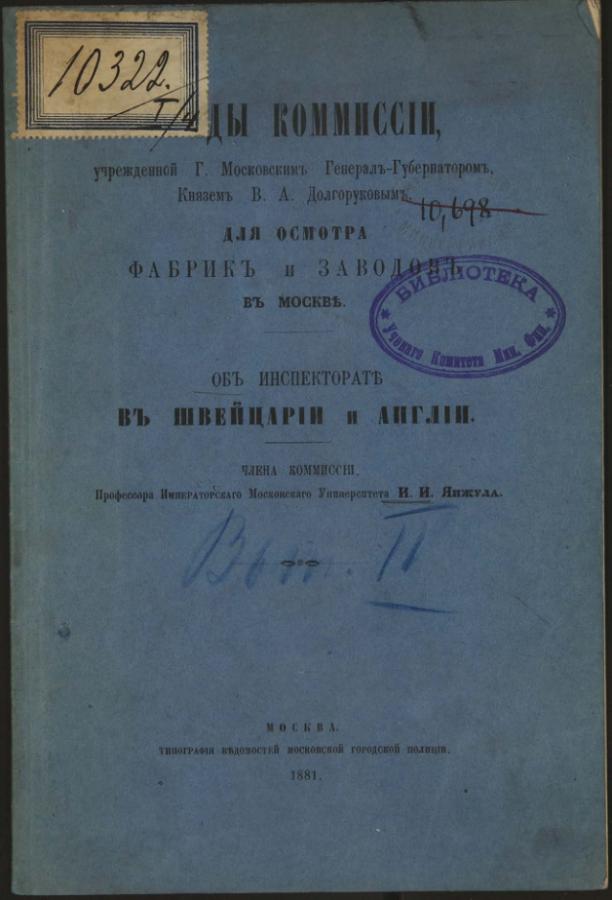 10322.
I/4
ДЫ КОММИССІИ,
учрежденной Г. Московскимъ Генералъ-Губернаторомъ,
Княземъ В. А. Долгоруковымъ,
10,698
ДЛЯ ОСМОТРА
ФАБРИКЪ и ЗАВОДОВЪ
ВЪ МОСКВѢ.
БИБЛІОТЕКА
Ученаго Комитета Мин. Фин.
ОБЪ ИНСПЕКТОРАТѢ
ВЪ ШВЕЙЦАРІИ и АНГЛІИ.
ЧЛЕНА КОММИССІИ,
Профессора Императорскаго Московскаго Университета И. И. Янжула.
Вып. II
МОСКВА.
ТИПОГРАФІЯ ВѢДОМОСТЕЙ МОСКОВСКОЙ ГОРОДСКОЙ ПОЛИЦІИ.
1881.